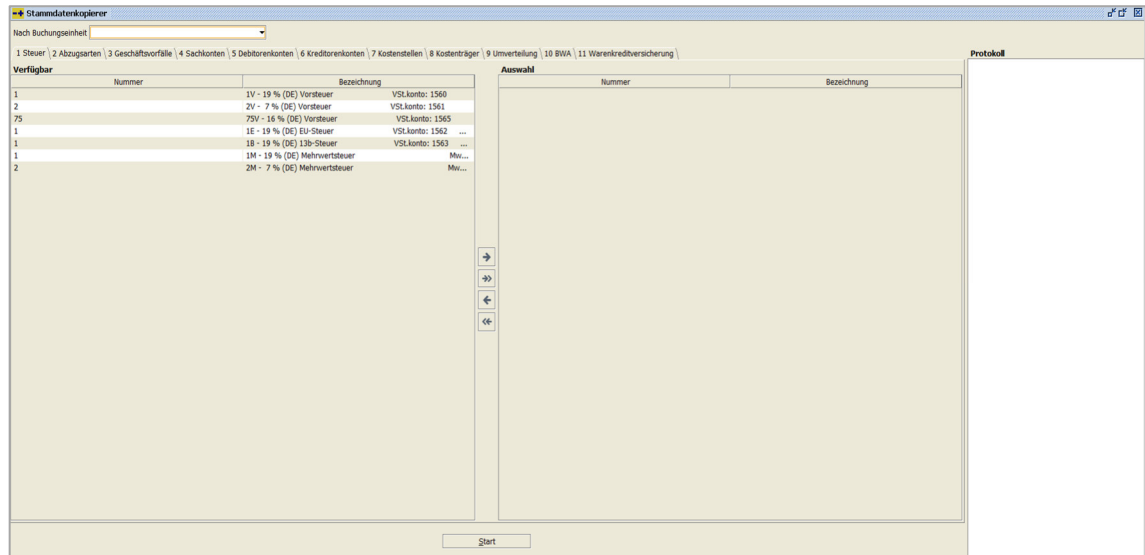 Stammdatenkopierer
Nach Buchungseinheit
1 Steuer 2 Abzugsarten 3 Geschäftsvorfälle 4 Sachkonten 5 Debitorenkonten 6 Kreditorenkonten 7 Kostenstellen 8 Kostenträger 9 Umverteilung 10 BWA 11 Warenkreditversicherung Protokoll
Verfügbar Auswahl
Nummer Bezeichnung Nummer Bezeichnung
1 1V - 19 % (DE) Vorsteuer VSt.konto: 1560
2 2V - 7 % (DE) Vorsteuer VSt.konto: 1561
75 75V - 16 % (DE) Vorsteuer VSt.konto: 1565
1 1E - 19 % (DE) EU-Steuer VSt.konto: 1562 ...
1 1B - 19 % (DE) 13b-Steuer VSt.konto: 1563 ...
1 1M - 19 % (DE) Mehrwertsteuer Mw...
2 2M - 7 % (DE) Mehrwertsteuer Mw...
Start